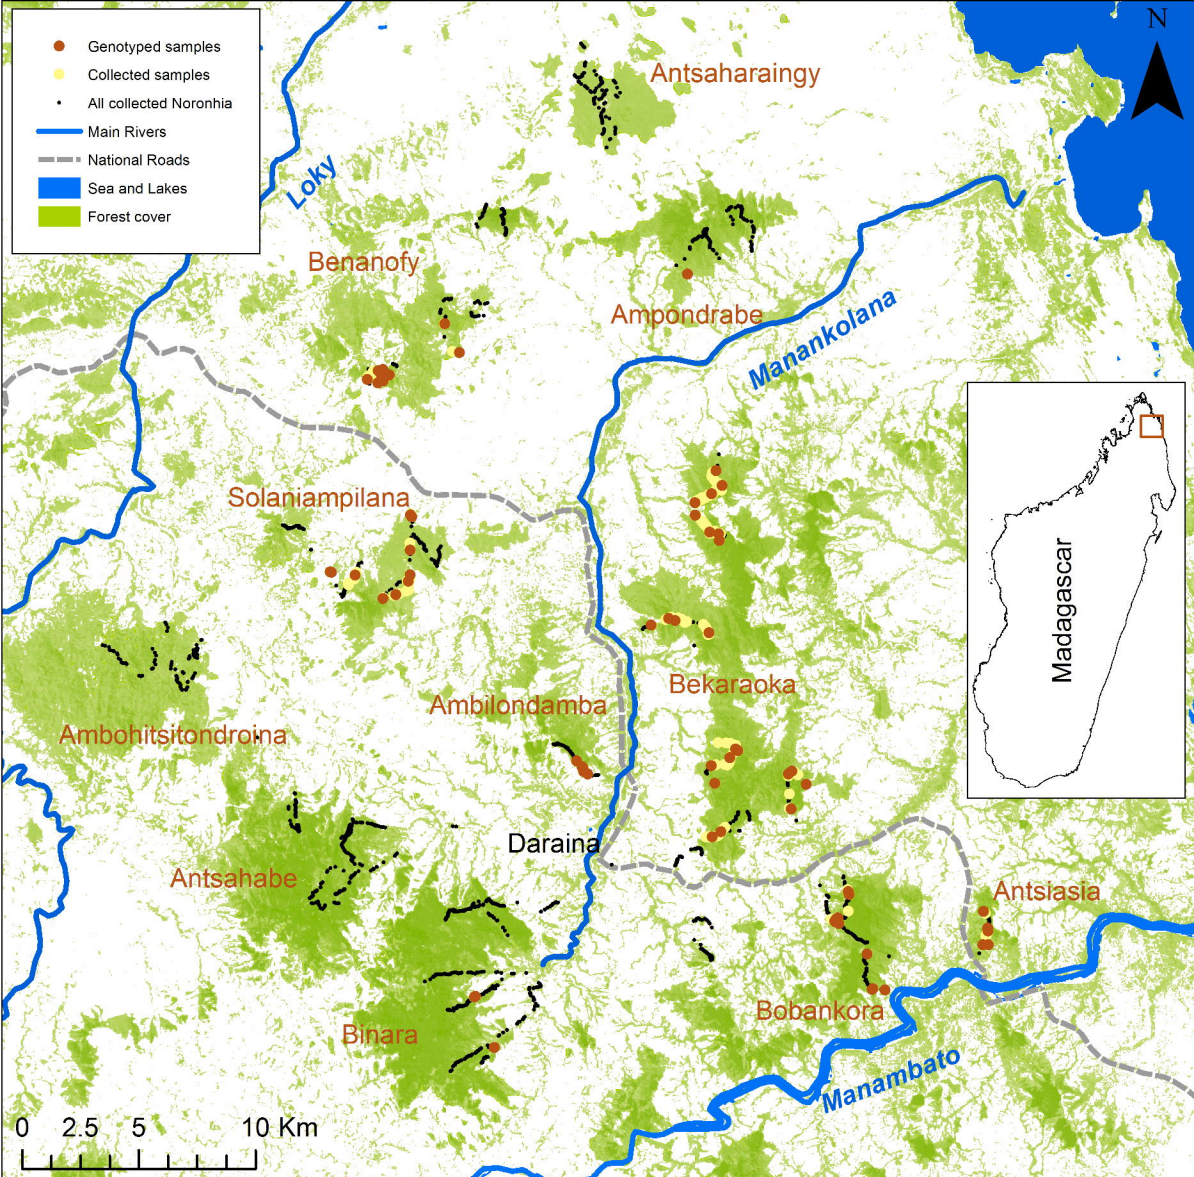 N
Genotyped samples
Collected samples
All collected Noronhia
Main Rivers
National Roads
Sea and Lakes
Forest cover
Antsaharaingy
Loky
Benanofy
Ampondrabe
Manankolana
Solaniampilana
Madagascar
Bekaraoka
Ambilondamba
Ambohitsitondroina
Daraina
Antsahabe
Antsiasia
Bobankora
Binara
Manambato
0 2.5 5 10 Km